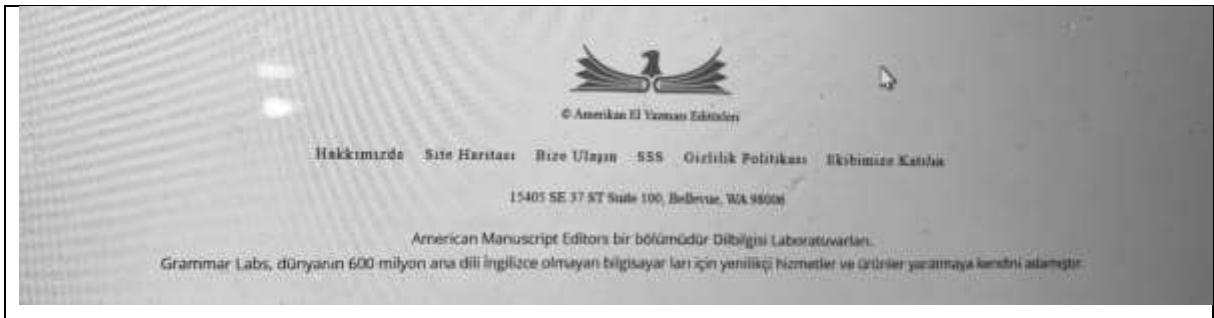 © Amerikan El Yazması Editörleri
Hakkımızda Site Haritası Bize Ulaşın SSS Gizlilik Politikası Ekibimize Katılın
15405 SE 37 ST Suite 100, Bellevue, WA 98006
American Manuscript Editors bir bölümüdür Dilbilgisi Laboratuvarları.
Grammar Labs, dünyanın 600 milyon ana dili İngilizce olmayan bilgisayar ları için yenilikçi hizmetler ve ürünler yaratmaya kendini adamıştır.